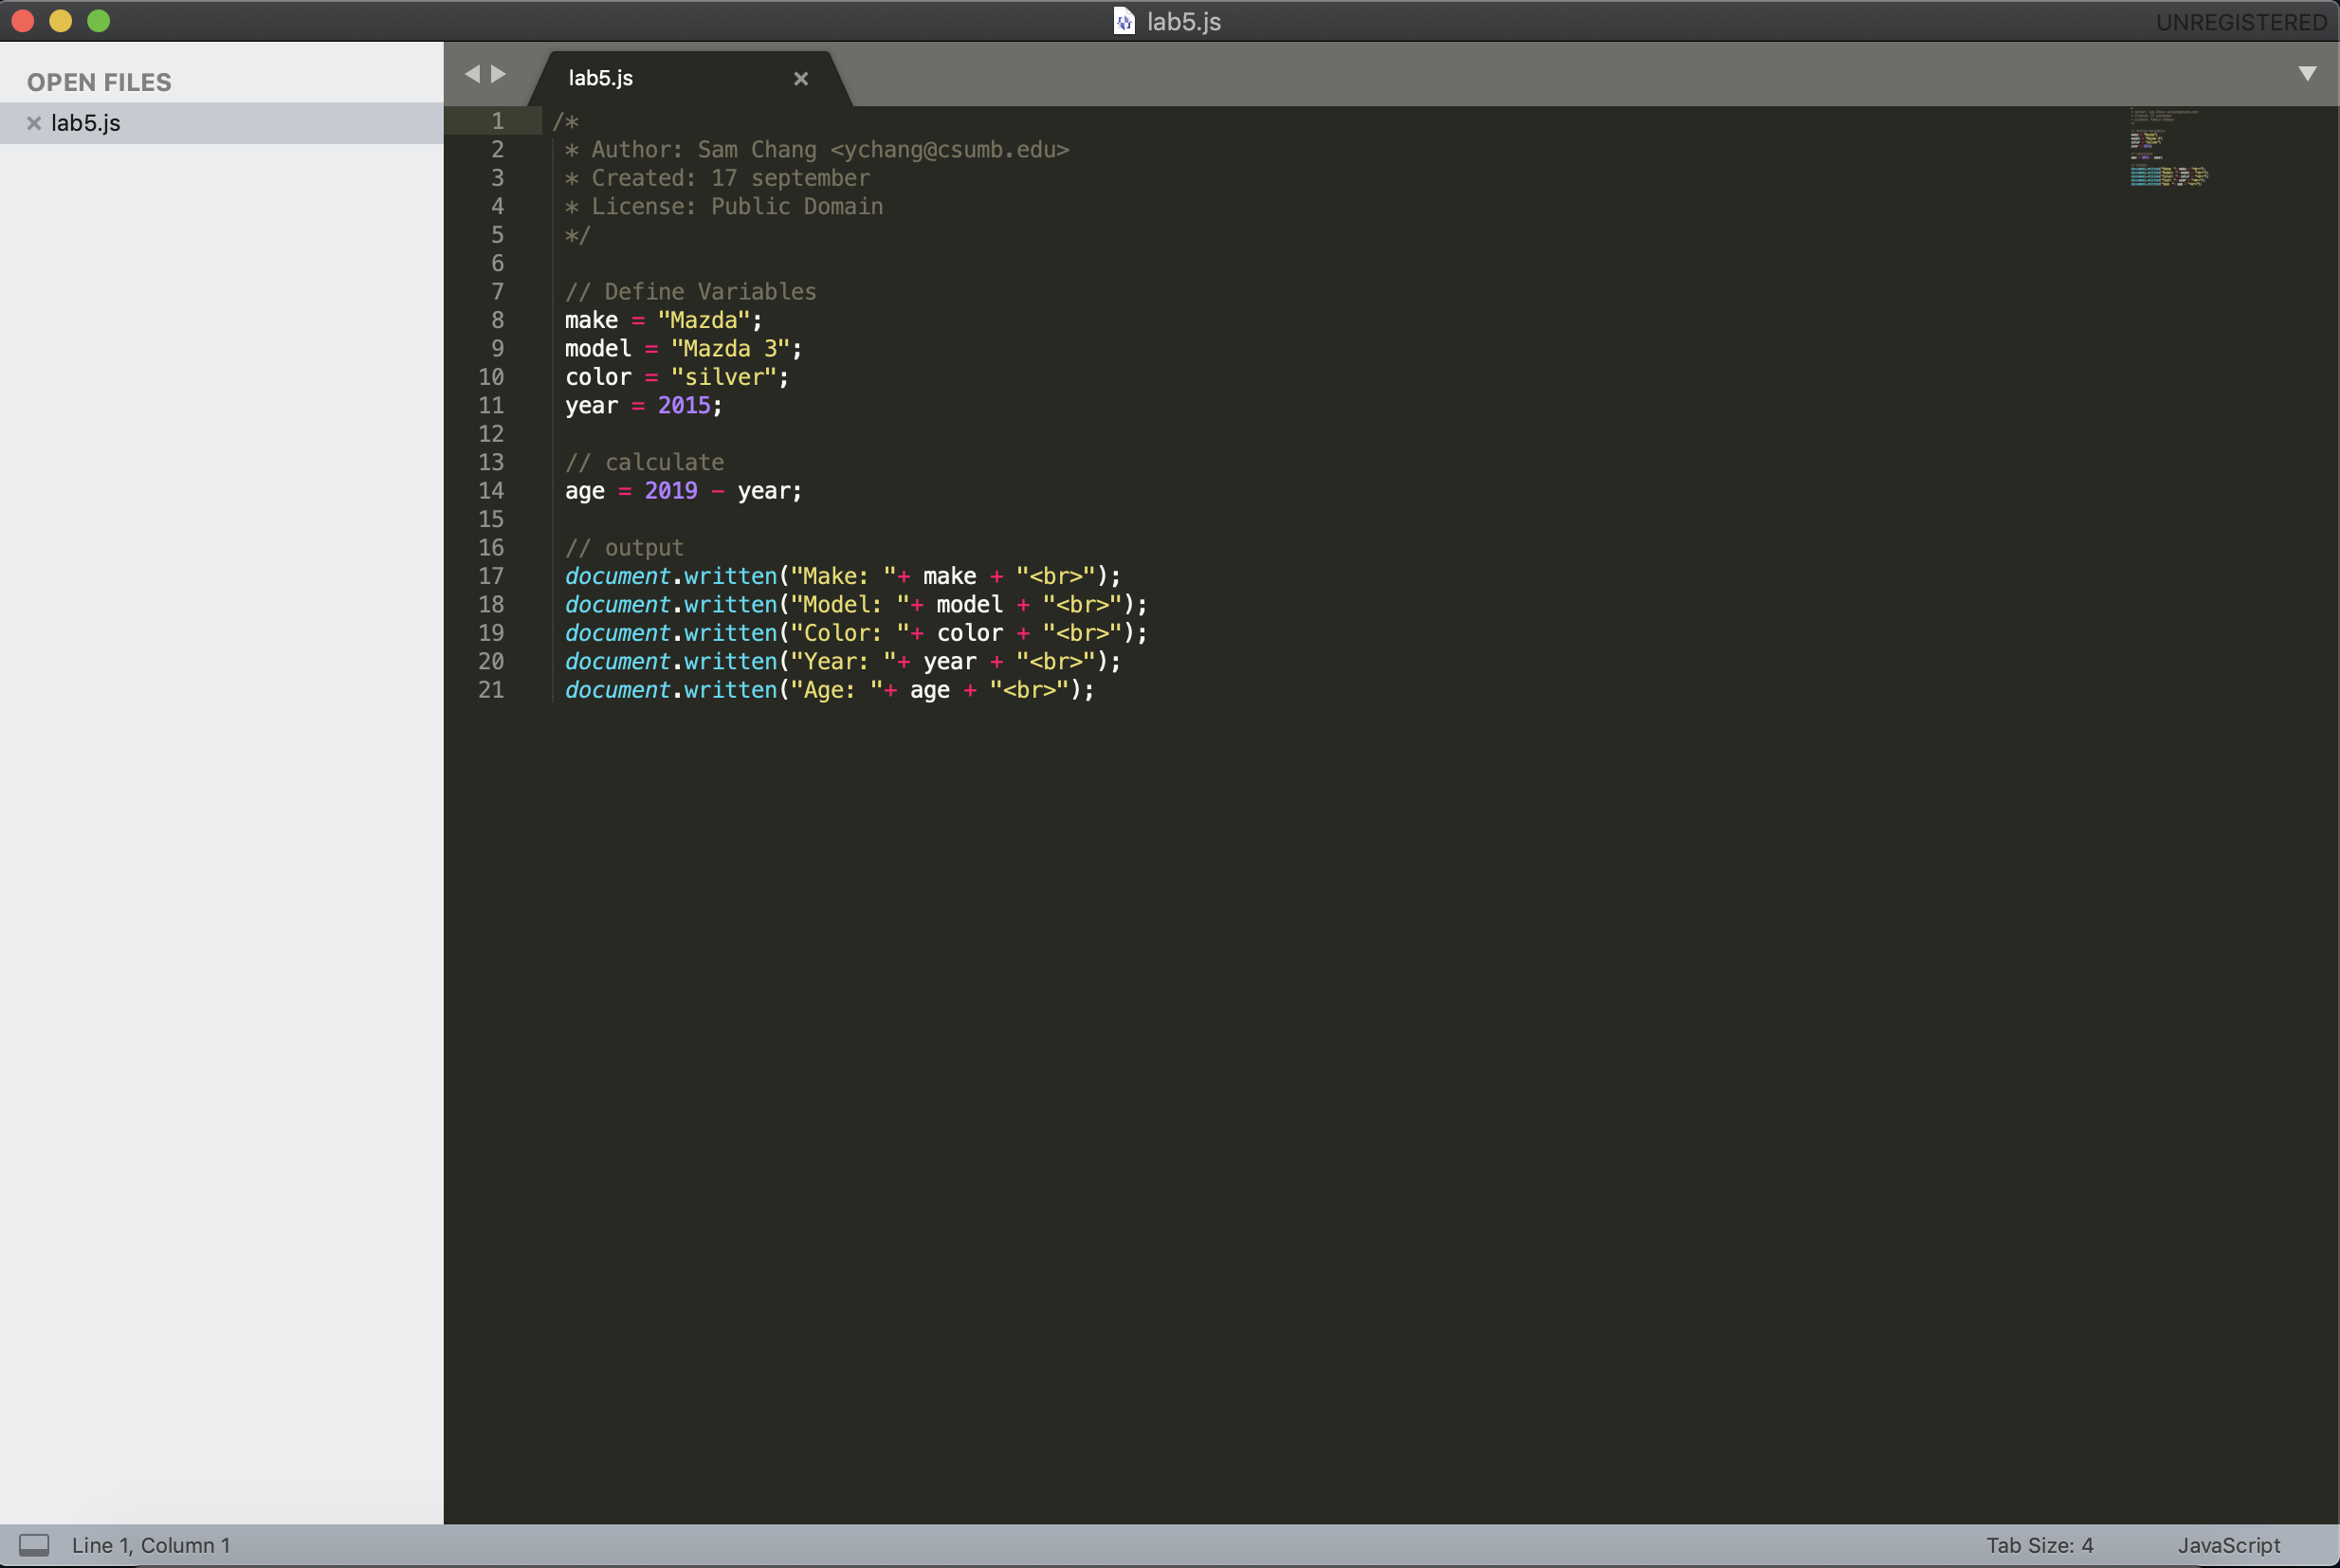 lab5.js
UNREGISTERED
OPEN FILES
lab5.js
lab5.js
1 /*
2 * Author: Sam Chang <ychang@csumb.edu>
3 * Created: 17 september
4 * License: Public Domain
5 */
6
7 // Define Variables
8 make = "Mazda";
9 model = "Mazda 3";
10 color = "silver";
11 year = 2015;
12
13 // calculate
14 age = 2019 - year;
15
16 // output
17 document.written("Make: "+ make + "<br>");
18 document.written("Model: "+ model + "<br>");
19 document.written("Color: "+ color + "<br>");
20 document.written("Year: "+ year + "<br>");
21 document.written("Age: "+ age + "<br>");
Line 1, Column 1
Tab Size: 4
JavaScript